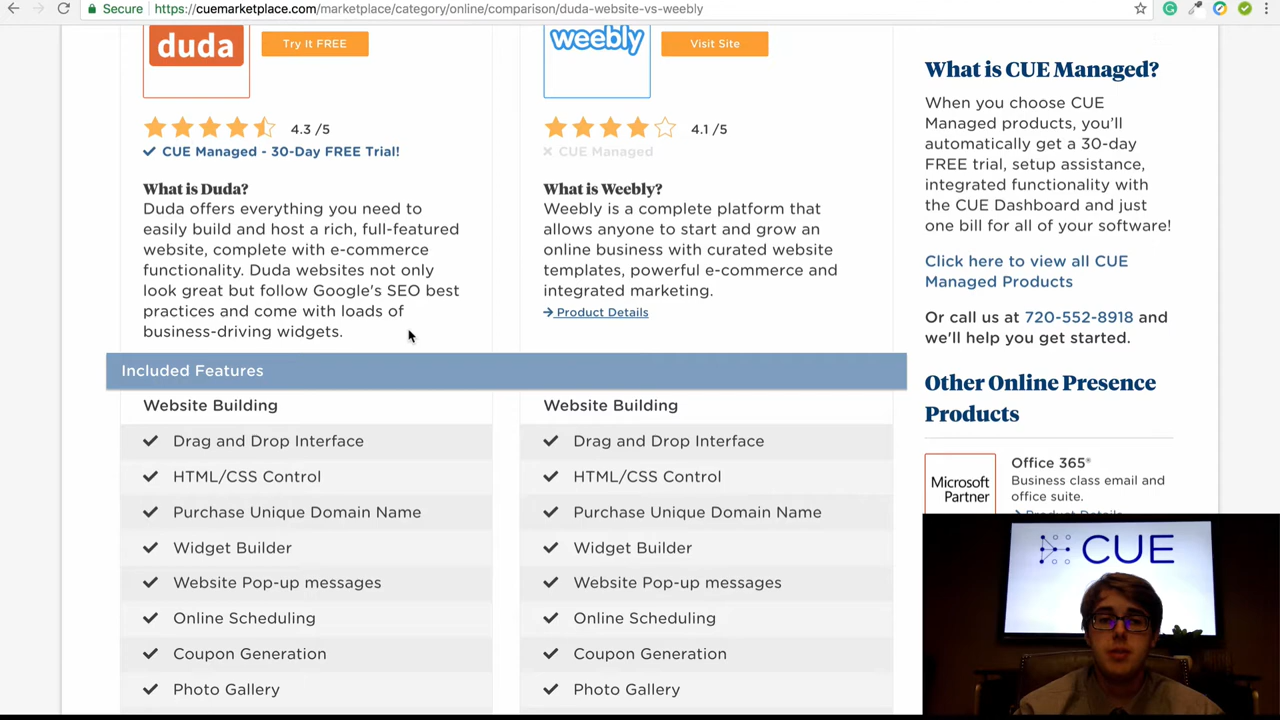 Secure
https://cuemarketplace.com/marketplace/category/online/comparison/duda-website-vs-weebly
duda
Try It FREE
4.3 /5
CUE Managed - 30-Day FREE Trial!
What is Duda?
Duda offers everything you need to
easily build and host a rich, full-featured
website, complete with e-commerce
functionality. Duda websites not only
look great but follow Google's SEO best
practices and come with loads of
business-driving widgets.
weebly
Visit Site
4.1 /5
CUE Managed
What is Weebly?
Weebly is a complete platform that
allows anyone to start and grow an
online business with curated website
templates, powerful e-commerce and
integrated marketing.
Product Details
Included Features
Website Building
Drag and Drop Interface
HTML/CSS Control
Purchase Unique Domain Name
Widget Builder
Website Pop-up messages
Online Scheduling
Coupon Generation
Photo Gallery
Website Building
Drag and Drop Interface
HTML/CSS Control
Purchase Unique Domain Name
Widget Builder
Website Pop-up messages
Online Scheduling
Coupon Generation
Photo Gallery
What is CUE Managed?
When you choose CUE
Managed products, you'll
automatically get a 30-day
FREE trial, setup assistance,
integrated functionality with
the CUE Dashboard and just
one bill for all of your software!
Click here to view all CUE
Managed Products
Or call us at 720-552-8918 and
we'll help you get started.
Other Online Presence
Products
Microsoft
Partner
Office 365®
Business class email and
office suite.
Product Details
CUE